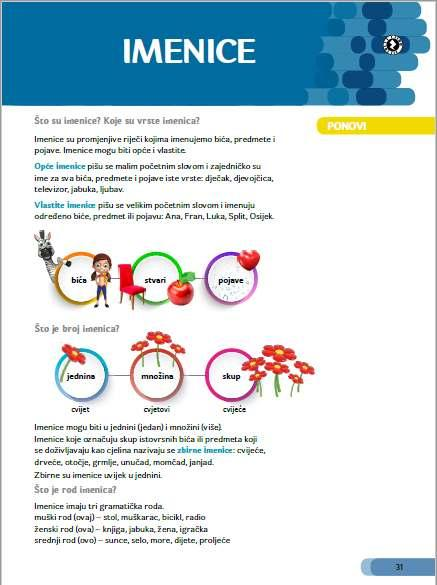 IMENICE
PONOVI
Što su imenice? Koje su vrste imenica?
Imenice su promjenjive riječi kojima imenujemo bića, predmete i
pojave. Imenice mogu biti opće i vlastite.
Opće imenice pišu se malim početnim slovom i zajedničko su
ime za sva bića, predmete i pojave iste vrste: dječak, djevojčica,
televizor, jabuka, ljubav.
Vlastite imenice pišu se velikim početnim slovom i imenuju
određeno biće, predmet ili pojavu: Ana, Fran, Luka, Split, Osijek.
bića
stvari
pojave
Što je broj imenica?
jednina
množina
skup
cvijet
cvjetovi
cvijeće
Imenice mogu biti u jednini (jedan) i množini (više).
Imenice koje označuju skup istovrsnih bića ili predmeta koji
se doživljavaju kao cjelina nazivaju se zbirne imenice: cvijeće,
drveće, otočje, grmlje, unučad, momčad, janjad.
Zbirne su imenice uvijek u jednini.
Što je rod imenica?
Imenice imaju tri gramatička roda.
muški rod (ovaj) – stol, muškarac, bicikl, radio
ženski rod (ova) – knjiga, jabuka, žena, igračka
srednji rod (ovo) – sunce, selo, more, dijete, proljeće
31